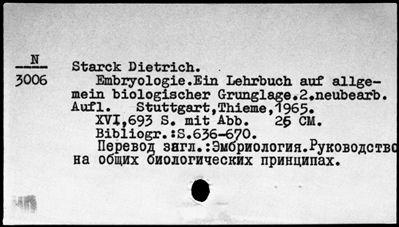 N
3006
Starck Dietrich.
Embryologie.Ein Lehrbuch auf allge-
mein biologischer Grunglage.2.neubearb.
Aufl. Stuttgart,Thieme,1965.
XVI,693 S. mit Abb. 26 CM.
Bibliogr.:S.636-670.
Перевод загл.:Эмбриология.Руководство
на общих биологических принципах.